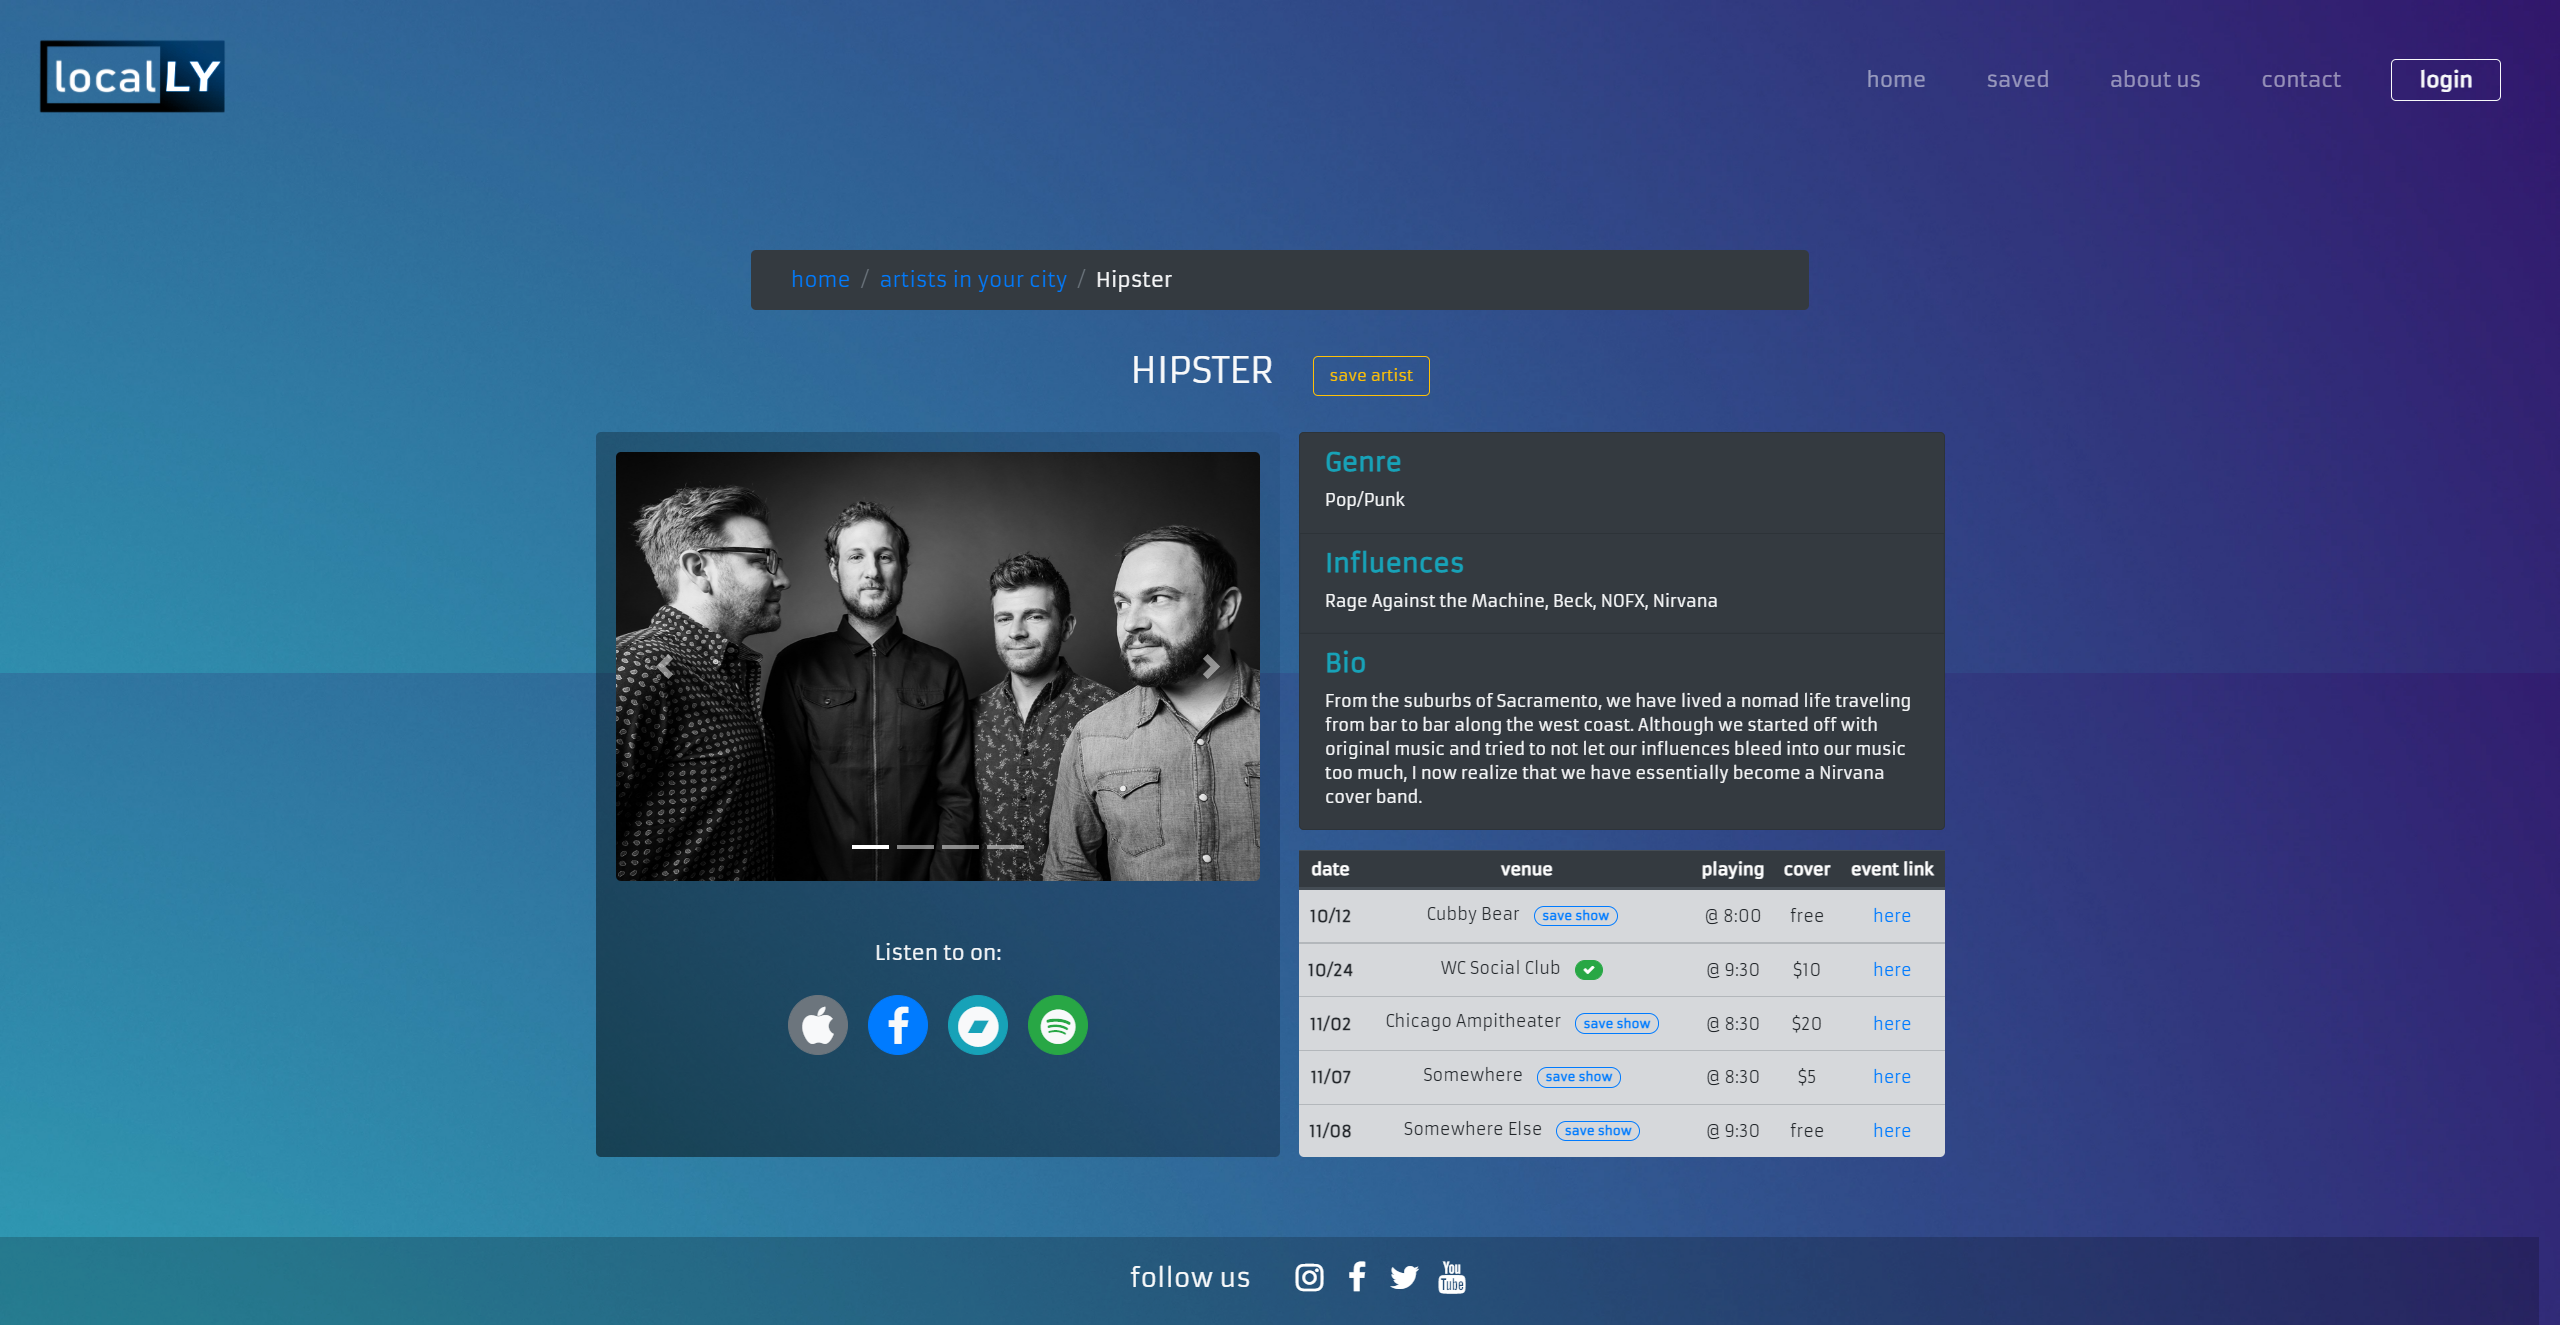 localLY
home saved about us contact login
home / artists in your city / Hipster
HIPSTER save artist
Genre
Pop/Punk
Influences
Rage Against the Machine, Beck, NOFX, Nirvana
Bio
From the suburbs of Sacramento, we have lived a nomad life traveling
from bar to bar along the west coast. Although we started off with
original music and tried to not let our influences bleed into our music
too much, I now realize that we have essentially become a Nirvana
cover band.
Listen to on:
date venue playing cover event link
10/12 Cubby Bear save show @ 8:00 free here
10/24 WC Social Club @ 9:30 $10 here
11/02 Chicago Ampitheater save show @ 8:30 $20 here
11/07 Somewhere save show @ 8:30 $5 here
11/08 Somewhere Else save show @ 9:30 free here
follow us
You
Tube